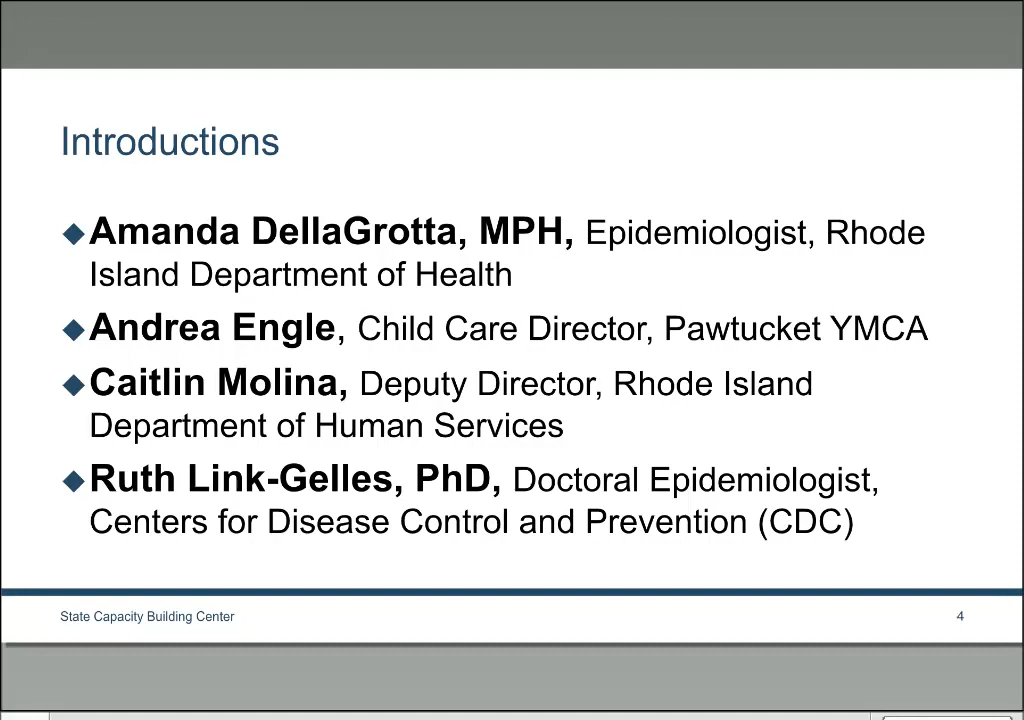 Introductions
Amanda DellaGrotta, MPH, Epidemiologist, Rhode
Island Department of Health
Andrea Engle, Child Care Director, Pawtucket YMCA
Caitlin Molina, Deputy Director, Rhode Island
Department of Human Services
Ruth Link-Gelles, PhD, Doctoral Epidemiologist,
Centers for Disease Control and Prevention (CDC)
State Capacity Building Center 4